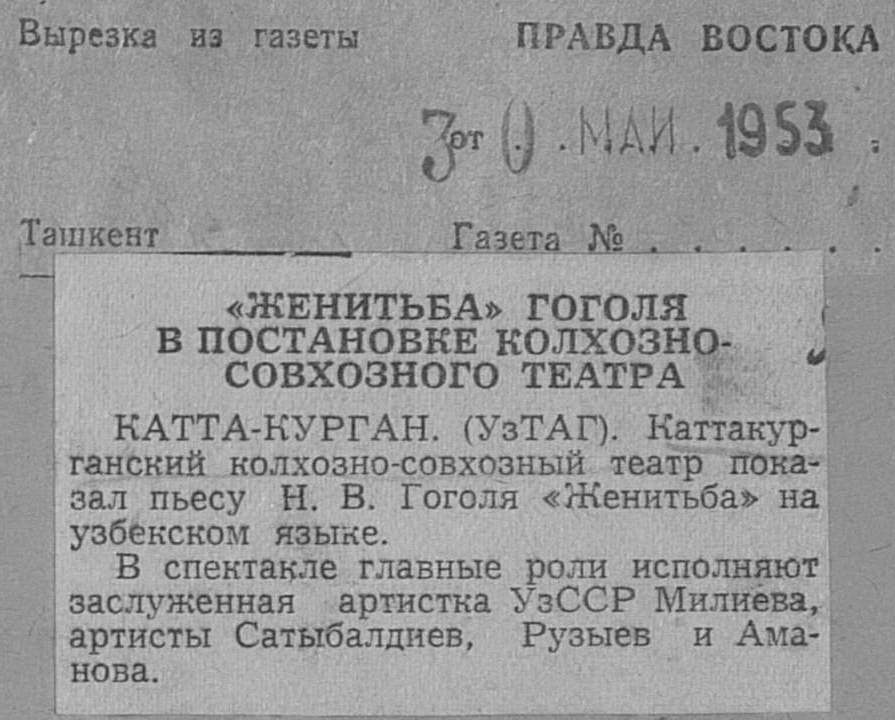 Вырезка из газеты ПРАВДА ВОСТОКА
от 30 . МАЙ . 1953 .
Ташкент Газета № . . . . . .
«ЖЕНИТЬБА» ГОГОЛЯ
В ПОСТАНОВКЕ КОЛХОЗНО-
СОВХОЗНОГО ТЕАТРА
КАТТА-КУРГАН. (УзТАГ). Каттакур-
ганский колхозно-совхозный театр пока-
зал пьесу Н. В. Гоголя «Женитьба» на
узбекском языке.
В спектакле главные роли исполняют
заслуженная артистка УзССР Милиева,
артисты Сатыбалдиев, Рузыев и Ама-
нова.